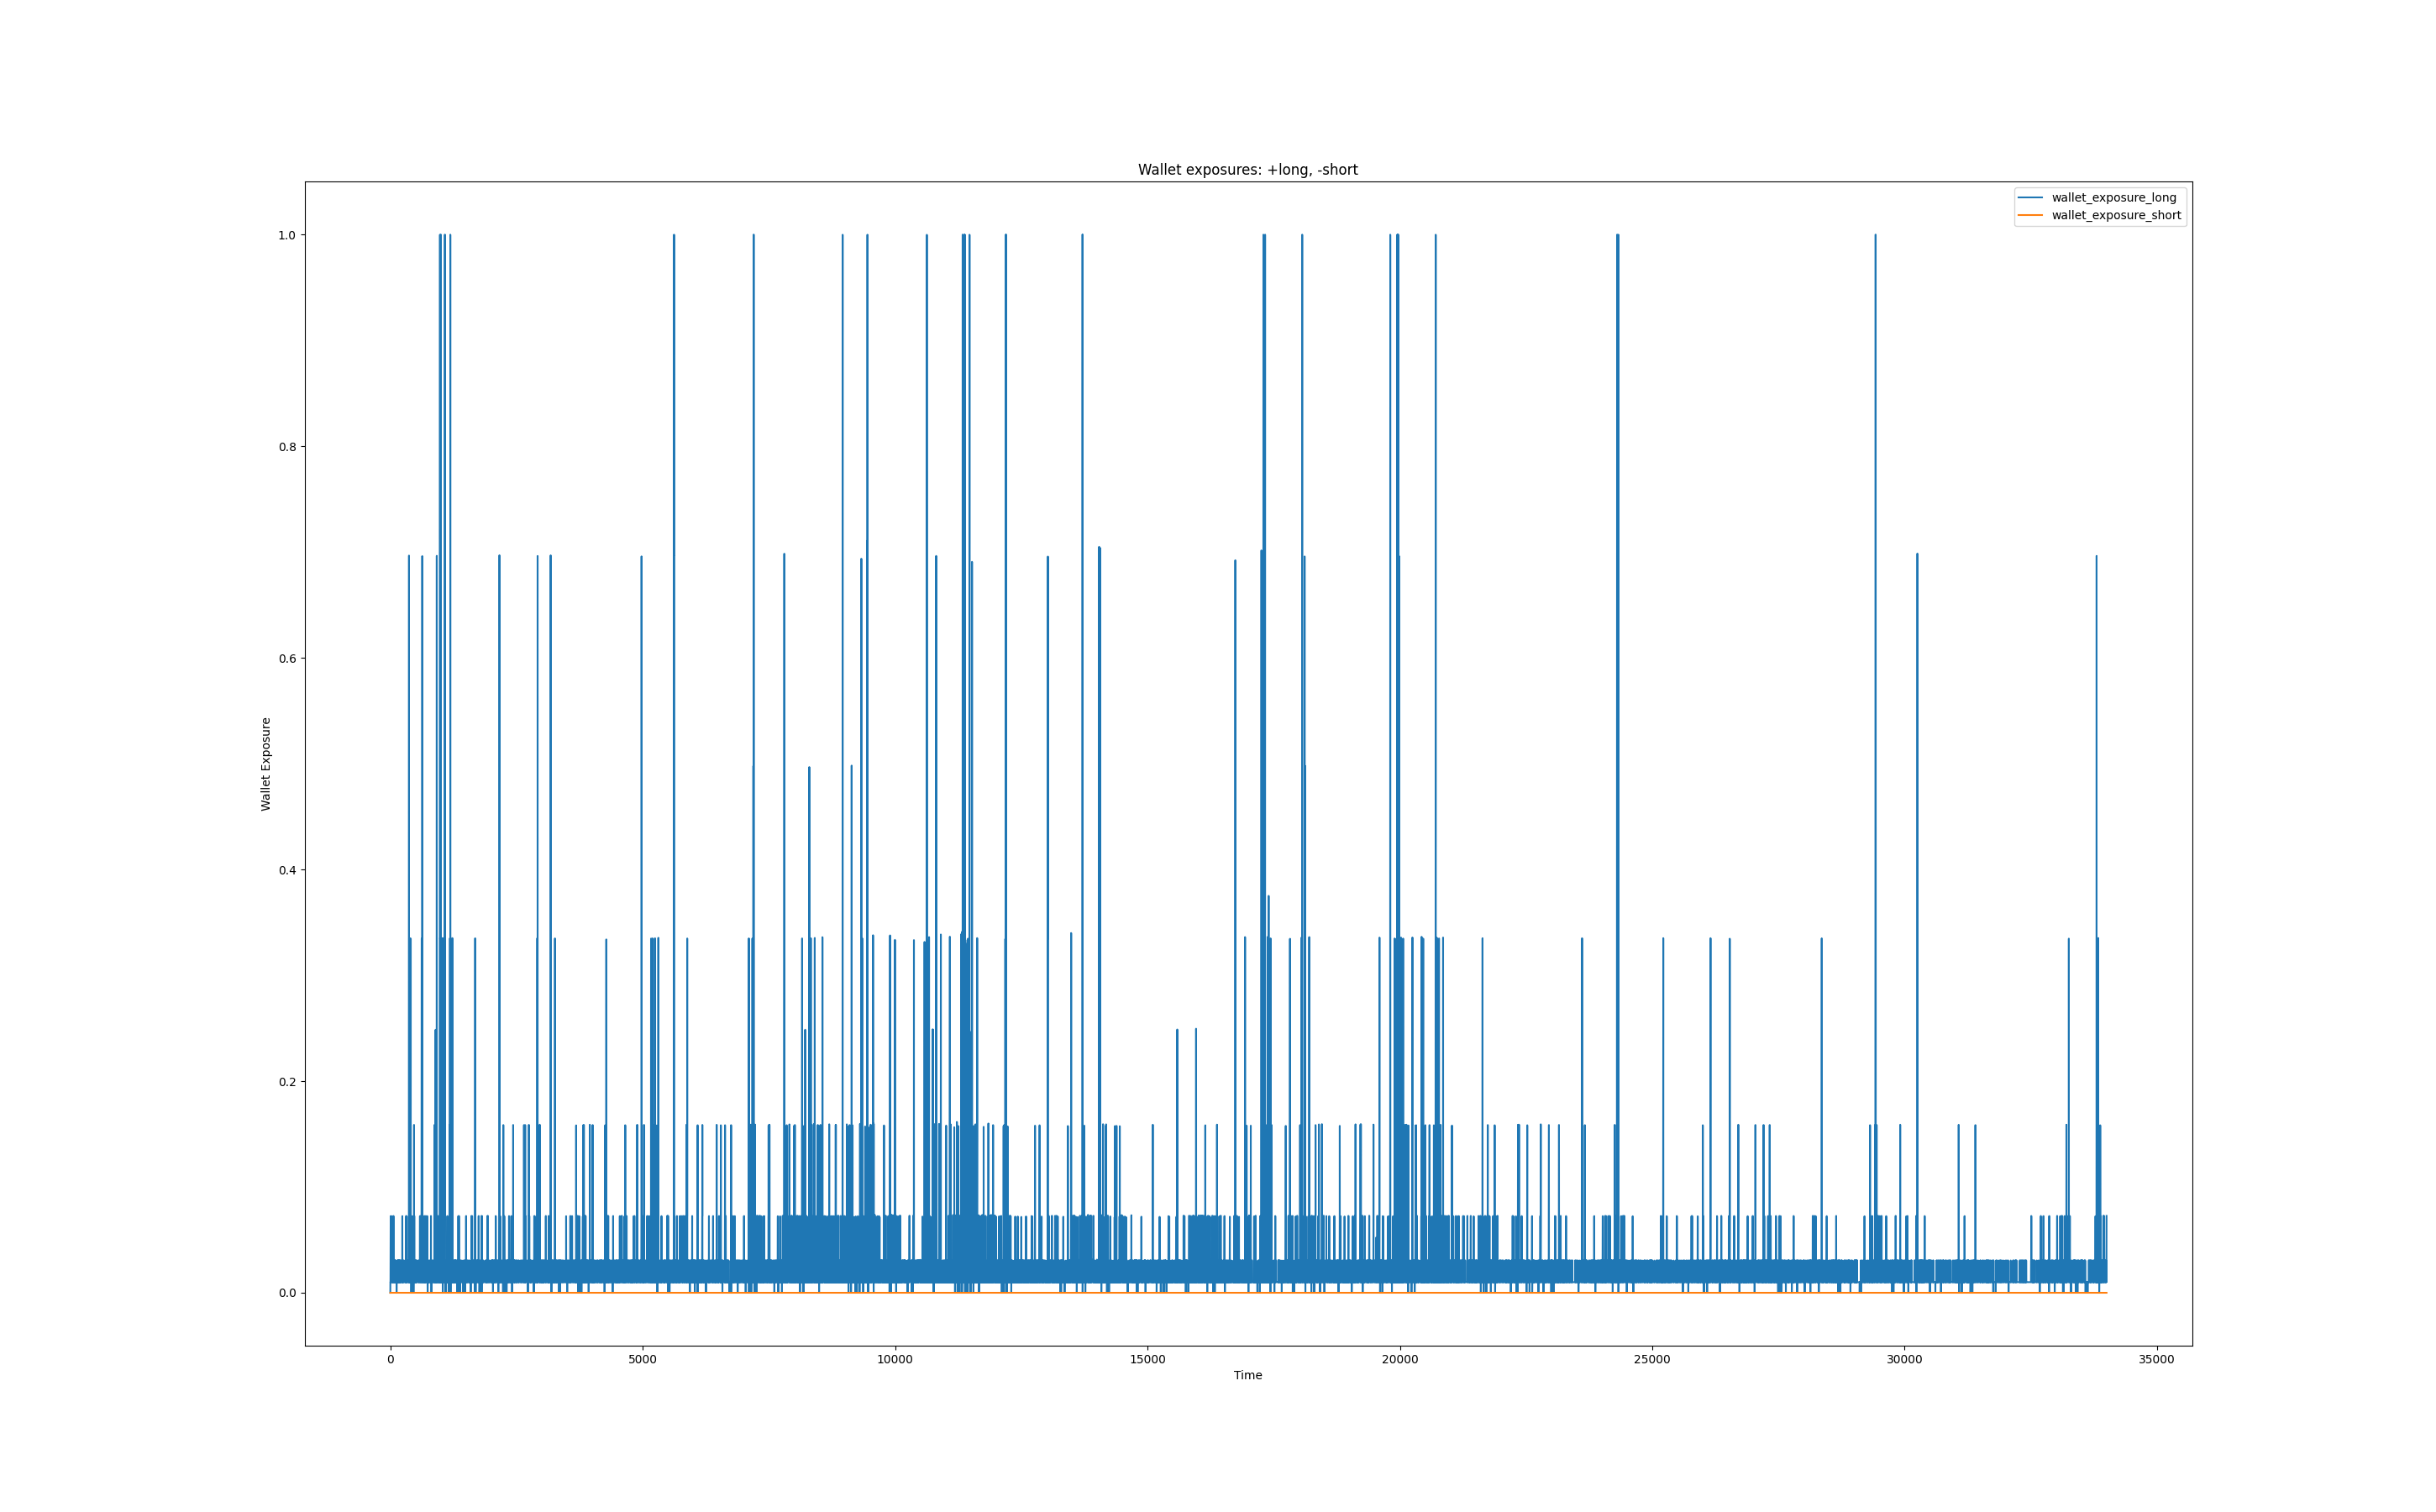 Wallet exposures: +long, -short
wallet_exposure_long
wallet_exposure_short
1.0
0.8
0.6
0.4
0.2
0.0
Wallet Exposure
0 5000 10000 15000 20000 25000 30000 35000
Time